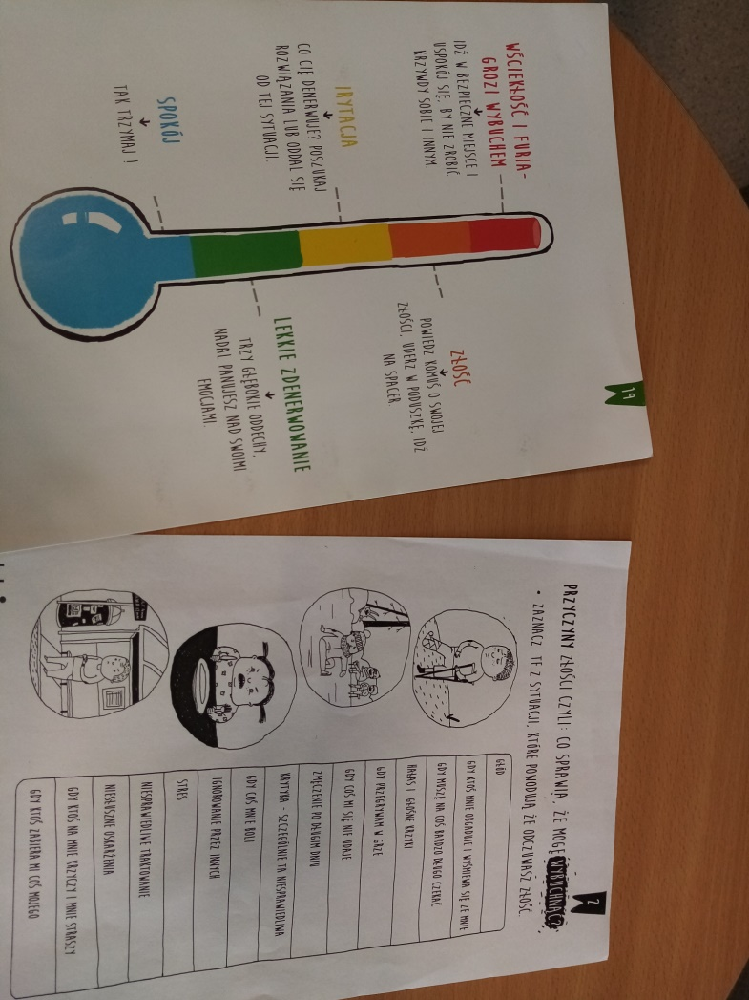 WŚCIEKŁOŚĆ I FURIA -
GROZI WYBUCHEM
IDŹ W BEZPIECZNE MIEJSCE I
USPOKÓJ SIĘ, BY NIE ZROBIĆ
KRZYWDY SOBIE I INNYM.
ZŁOŚĆ
POWIEDZ KOMUŚ O SWOJEJ
ZŁOŚCI, UDERZ W PODUSZKĘ, IDŹ
NA SPACER.
IRYTACJA
CO CIĘ DENERWUJE? POSZUKAJ
ROZWIĄZANIA LUB ODDAL SIĘ
OD TEJ SYTUACJI.
LEKKIE ZDENERWOWANIE
TRZY GŁĘBOKIE ODDECHY,
NADAL PANUJESZ NAD SWOIMI
EMOCJAMI.
SPOKÓJ
TAK TRZYMAJ !
19
2
PRZYCZYNY ZŁOŚCI CZYLI: CO SPRAWIA, ŻE MOGĘ WYBUCHNĄĆ?
• ZAZNACZ TE Z SYTUACJI, KTÓRE POWODUJĄ ŻE ODCZUWASZ ZŁOŚĆ.
GŁÓD
GDY KTOŚ MNIE OBGADUJE I WYŚMIEWA SIĘ ZE MNIE
GDY MUSZĘ NA COŚ BARDZO DŁUGO CZEKAĆ
HAŁAS I GŁOŚNE KRZYKI
GDY PRZEGRYWAM W GRZE
GDY COŚ MI SIĘ NIE UDAJE
ZMĘCZENIE PO DŁUGIM DNIU
KRYTYKA - SZCZEGÓLNIE TA NIESPRAWIEDLIWA
GDY COŚ MNIE BOLI
IGNOROWANIE PRZEZ INNYCH
STRES
NIESPRAWIEDLIWE TRAKTOWANIE
NIESŁUSZNE OSKARŻENIA
GDY KTOŚ NA MNIE KRZYCZY I MNIE STRASZY
GDY KTOŚ ZABIERA MI COŚ MOJEGO